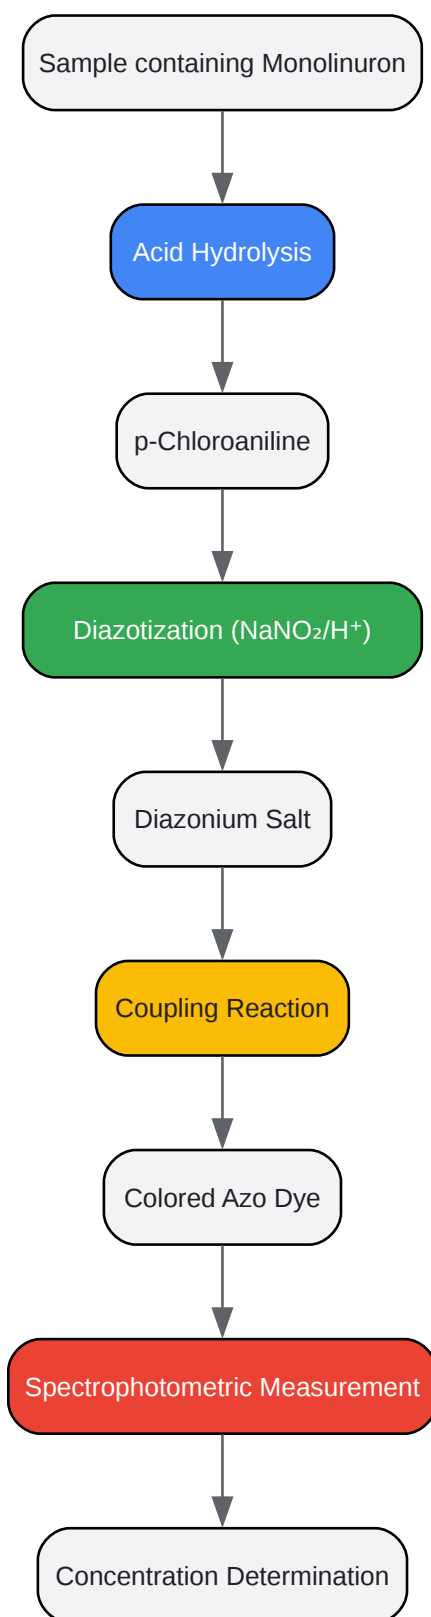 Sample containing Monolinuron
Acid Hydrolysis
p-Chloroaniline
Diazotization (NaNO₂/H⁺)
Diazonium Salt
Coupling Reaction
Colored Azo Dye
Spectrophotometric Measurement
Concentration Determination